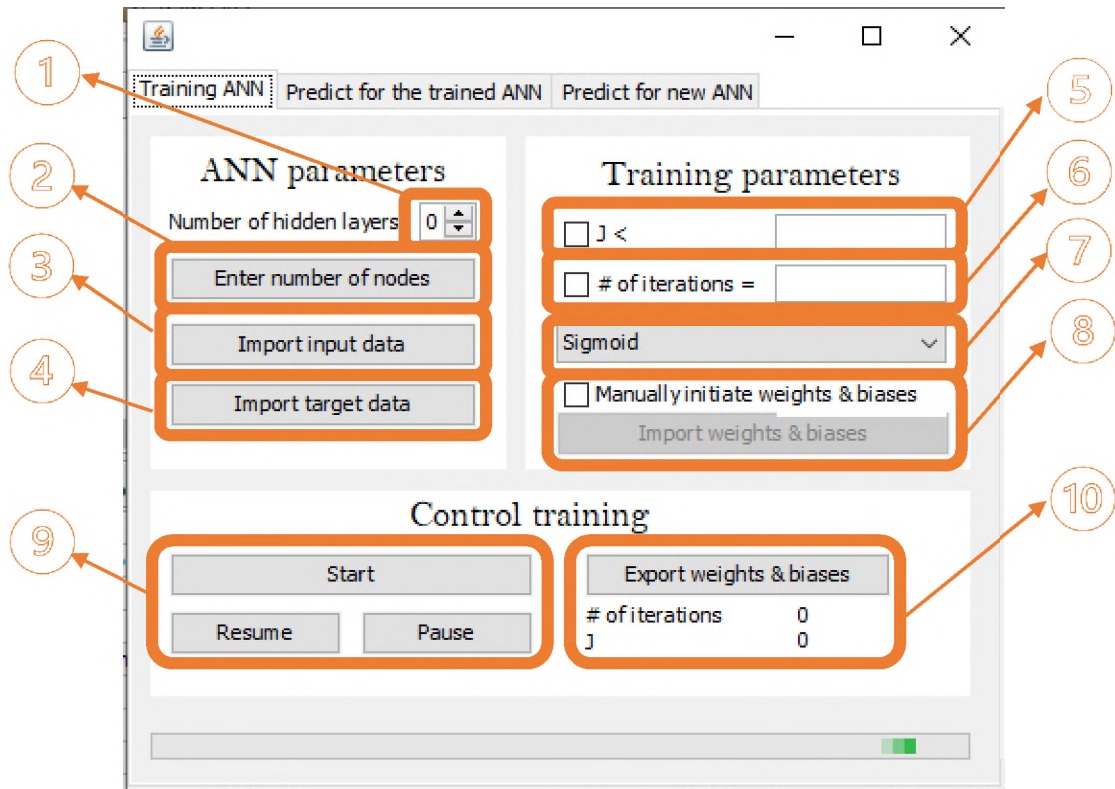 Training ANN Predict for the trained ANN Predict for new ANN
1
2
3
4
5
6
7
8
9
10
ANN parameters
Number of hidden layers 0
Enter number of nodes
Import input data
Import target data
Training parameters
J <
# of iterations =
Sigmoid
Manually initiate weights & biases
Import weights & biases
Control training
Start
Resume Pause
Export weights & biases
# of iterations 0
J 0